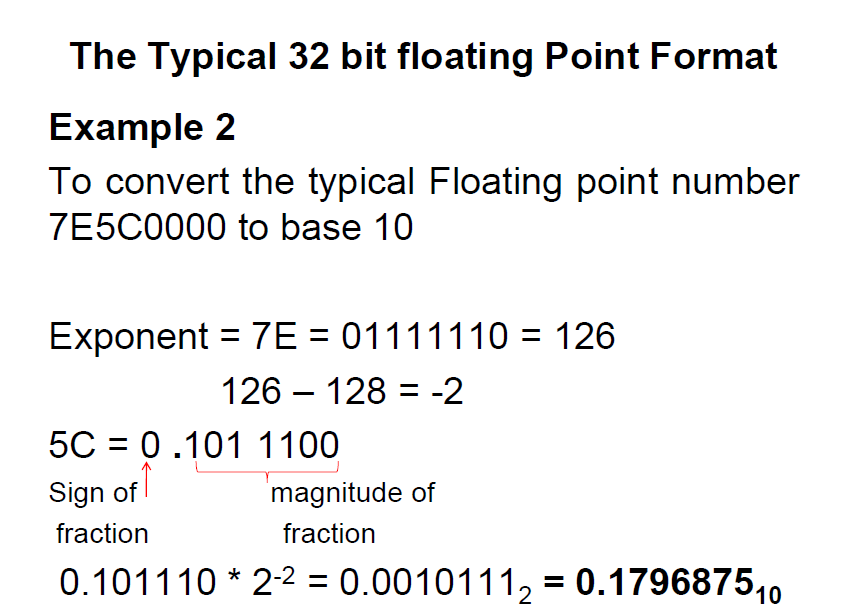 The Typical 32 bit floating Point Format
Example 2
To convert the typical Floating point number
7E5C0000 to base 10
Exponent = 7E = 01111110 = 126
126 – 128 = -2
5C = 0 .101 1100
Sign of fraction
magnitude of fraction
0.101110 * 2⁻² = 0.0010111₂ = 0.1796875₁₀